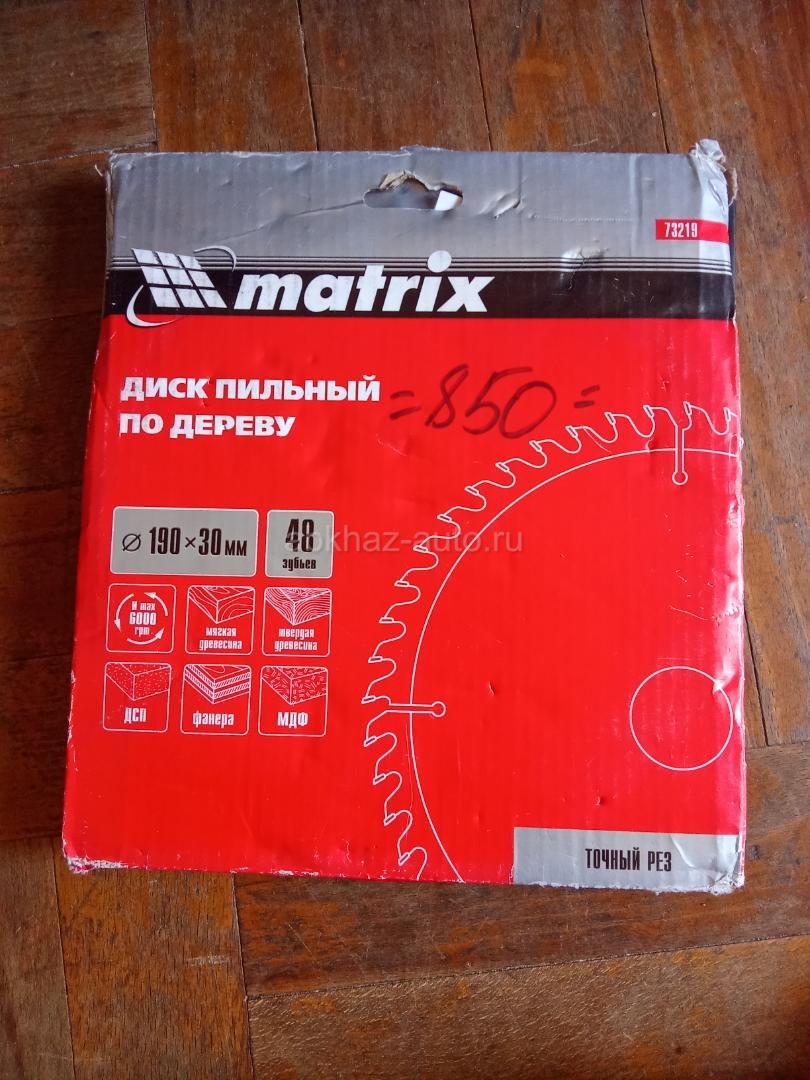 73219
matrix
ДИСК ПИЛЬНЫЙ
ПО ДЕРЕВУ
=850=
⌀ 190×30 мм
48
зубьев
abkhaz-auto.ru
N max
6000
rpm
мягкая
древесина
твердая
древесина
ДСП
фанера
МДФ
ТОЧНЫЙ РЕЗ